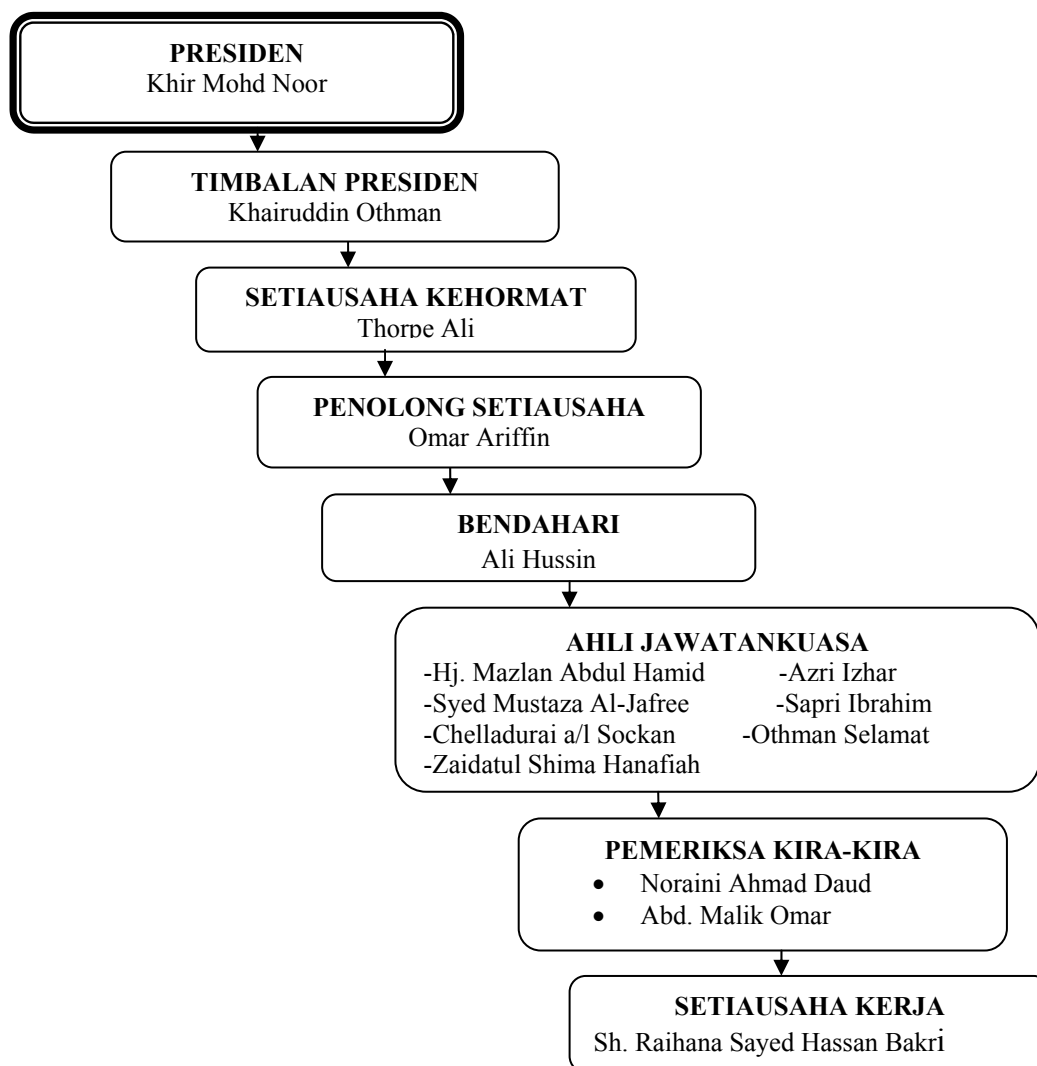 PRESIDEN
Khir Mohd Noor
TIMBALAN PRESIDEN
Khairuddin Othman
SETIAUSAHA KEHORMAT
Thorpe Ali
PENOLONG SETIAUSAHA
Omar Ariffin
BENDAHARI
Ali Hussin
AHLI JAWATANKUASA
-Hj. Mazlan Abdul Hamid -Azri Izhar
-Syed Mustaza Al-Jafree -Sapri Ibrahim
-Chelladurai a/l Sockan -Othman Selamat
-Zaidatul Shima Hanafiah
PEMERIKSA KIRA-KIRA
• Noraini Ahmad Daud
• Abd. Malik Omar
SETIAUSAHA KERJA
Sh. Raihana Sayed Hassan Bakri